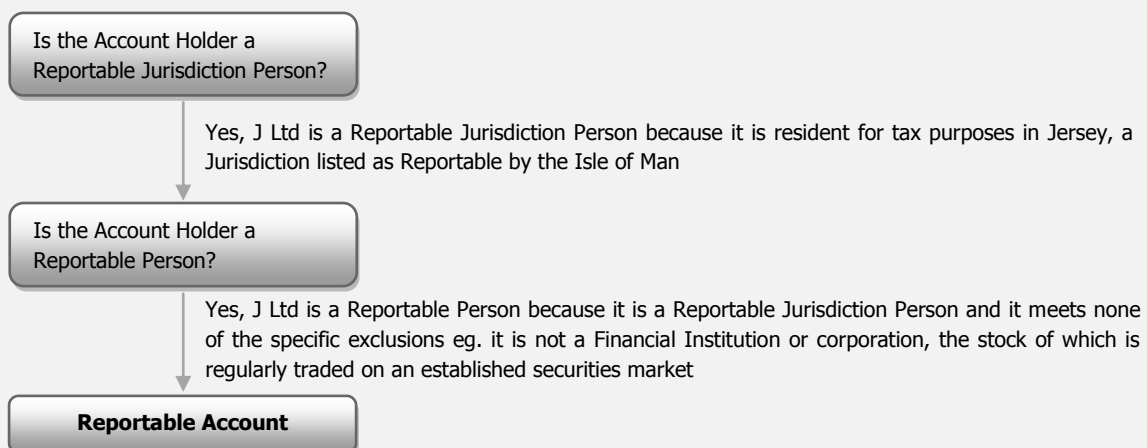 Is the Account Holder a
Reportable Jurisdiction Person?
Yes, J Ltd is a Reportable Jurisdiction Person because it is resident for tax purposes in Jersey, a
Jurisdiction listed as Reportable by the Isle of Man
Is the Account Holder a
Reportable Person?
Yes, J Ltd is a Reportable Person because it is a Reportable Jurisdiction Person and it meets none
of the specific exclusions eg. it is not a Financial Institution or corporation, the stock of which is
regularly traded on an established securities market
Reportable Account